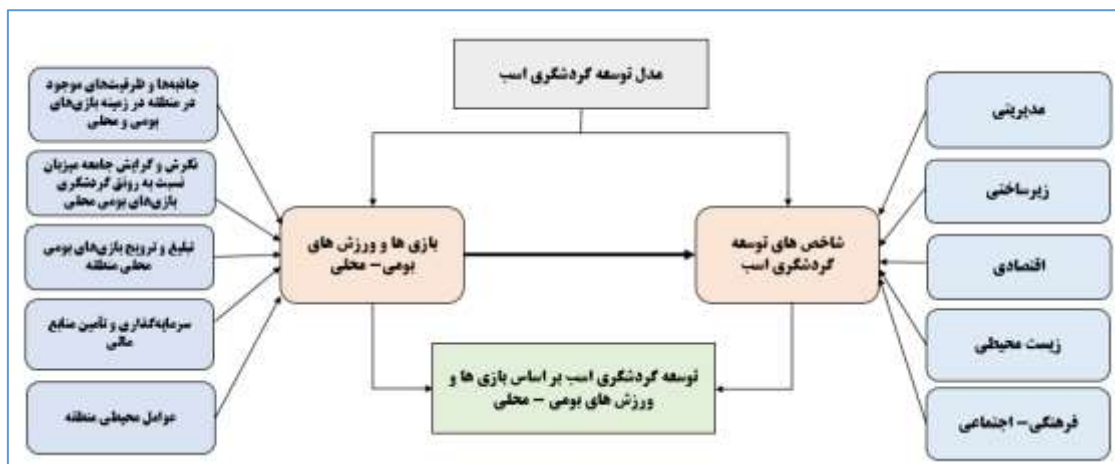 مدل توسعه گردشگری اسب
جاذبه‌ها و ظرفیت‌های موجود
در منطقه در زمینه بازی‌های
بومی و محلی
نگرش و گرایش جامعه میزبان
نسبت به رونق گردشگری
بازی‌های بومی محلی
تبلیغ و ترویج بازی‌های بومی
محلی منطقه
سرمایه‌گذاری و تأمین منابع
مالی
عوامل محیطی منطقه
بازی ها و ورزش های
بومی – محلی
شاخص های توسعه
گردشگری اسب
توسعه گردشگری اسب بر اساس بازی ها و
ورزش های بومی – محلی
مدیریتی
زیرساختی
اقتصادی
زیست محیطی
فرهنگی – اجتماعی